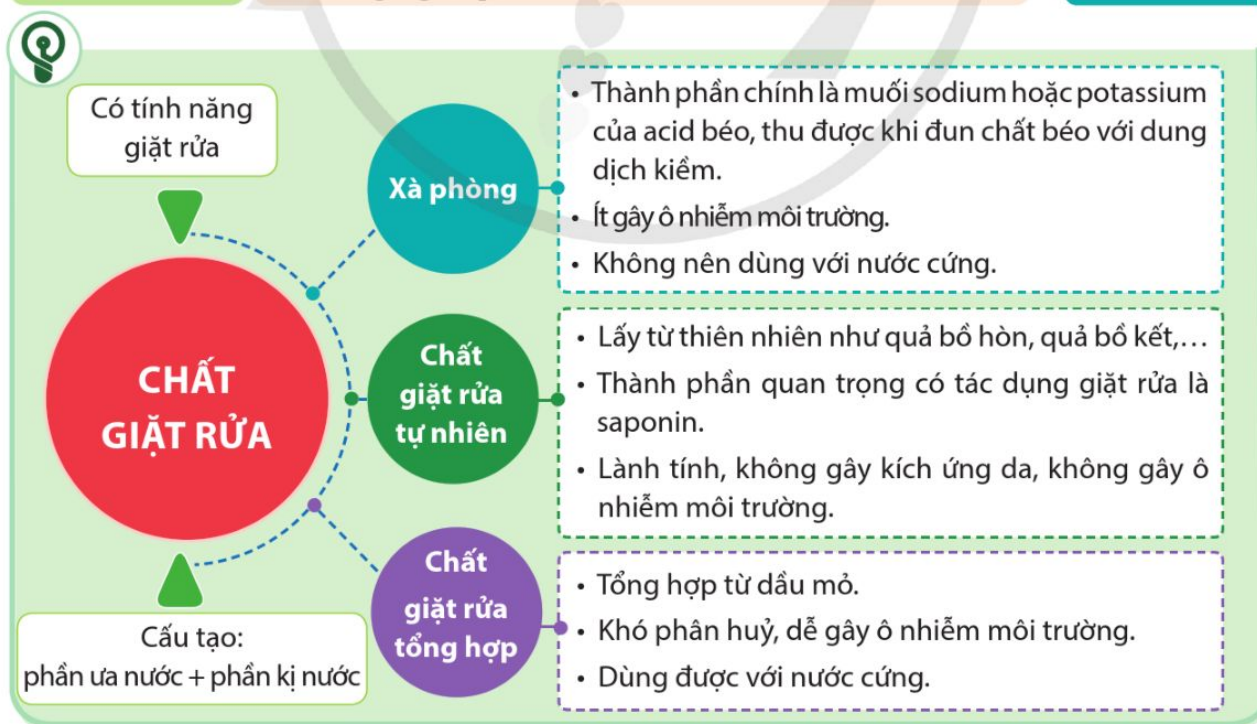 Có tính năng
giặt rửa
CHẤT
GIẶT RỬA
Cấu tạo:
phần ưa nước + phần kị nước
Xà phòng
• Thành phần chính là muối sodium hoặc potassium
của acid béo, thu được khi đun chất béo với dung
dịch kiềm.
• Ít gây ô nhiễm môi trường.
• Không nên dùng với nước cứng.
Chất
giặt rửa
tự nhiên
• Lấy từ thiên nhiên như quả bồ hòn, quả bồ kết,…
• Thành phần quan trọng có tác dụng giặt rửa là
saponin.
• Lành tính, không gây kích ứng da, không gây ô
nhiễm môi trường.
Chất
giặt rửa
tổng hợp
• Tổng hợp từ dầu mỏ.
• Khó phân huỷ, dễ gây ô nhiễm môi trường.
• Dùng được với nước cứng.